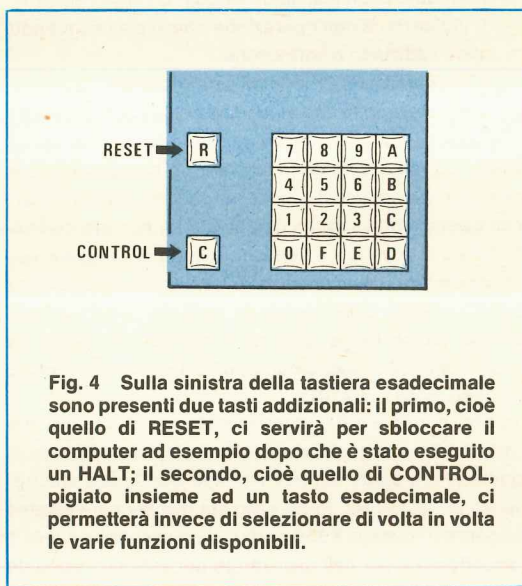 RESET R 7 8 9 A
4 5 6 B
1 2 3 C
CONTROL C 0 F E D
Fig. 4 Sulla sinistra della tastiera esadecimale
sono presenti due tasti addizionali: il primo, cioè
quello di RESET, ci servirà per sbloccare il
computer ad esempio dopo che è stato eseguito
un HALT; il secondo, cioè quello di CONTROL,
pigiato insieme ad un tasto esadecimale, ci
permetterà invece di selezionare di volta in volta
le varie funzioni disponibili.